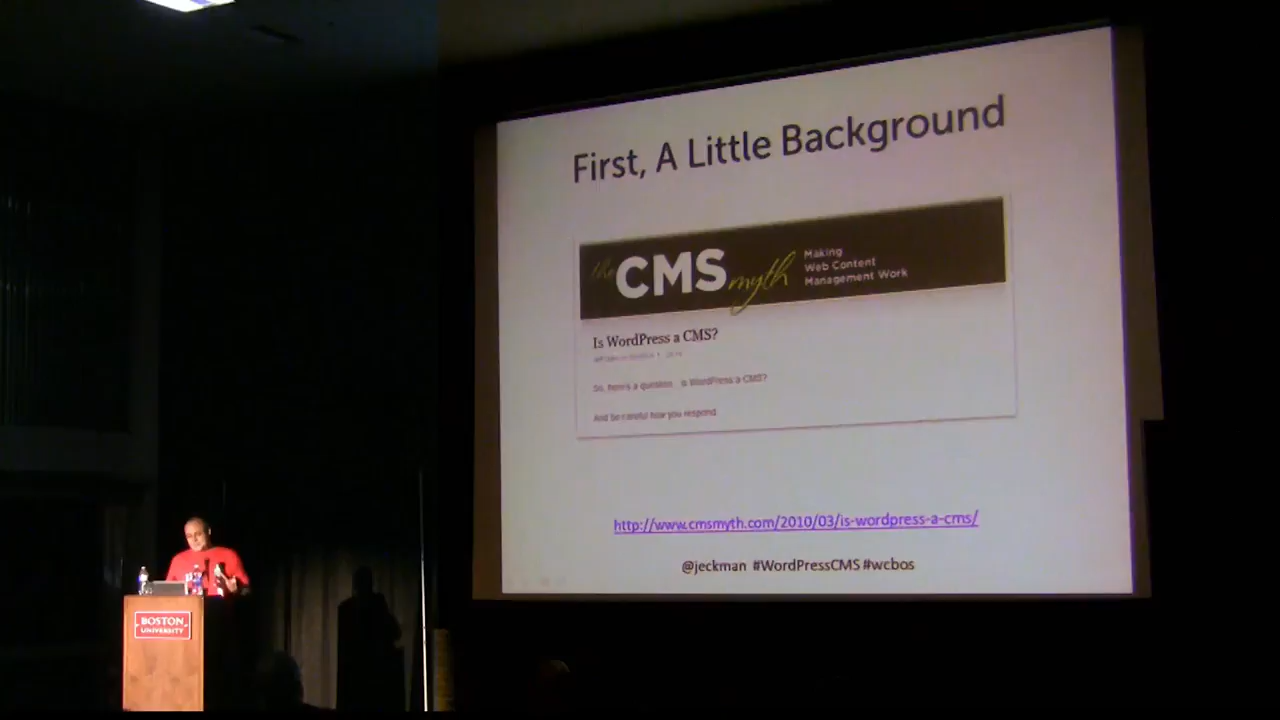 First, A Little Background
the CMS myth
Making
Web Content
Management Work
Is WordPress a CMS?
So, here's a question is WordPress a CMS?
And be careful how you respond
http://www.cmsmyth.com/2010/03/is-wordpress-a-cms/
@jeckman #WordPressCMS #wcbos
BOSTON
UNIVERSITY